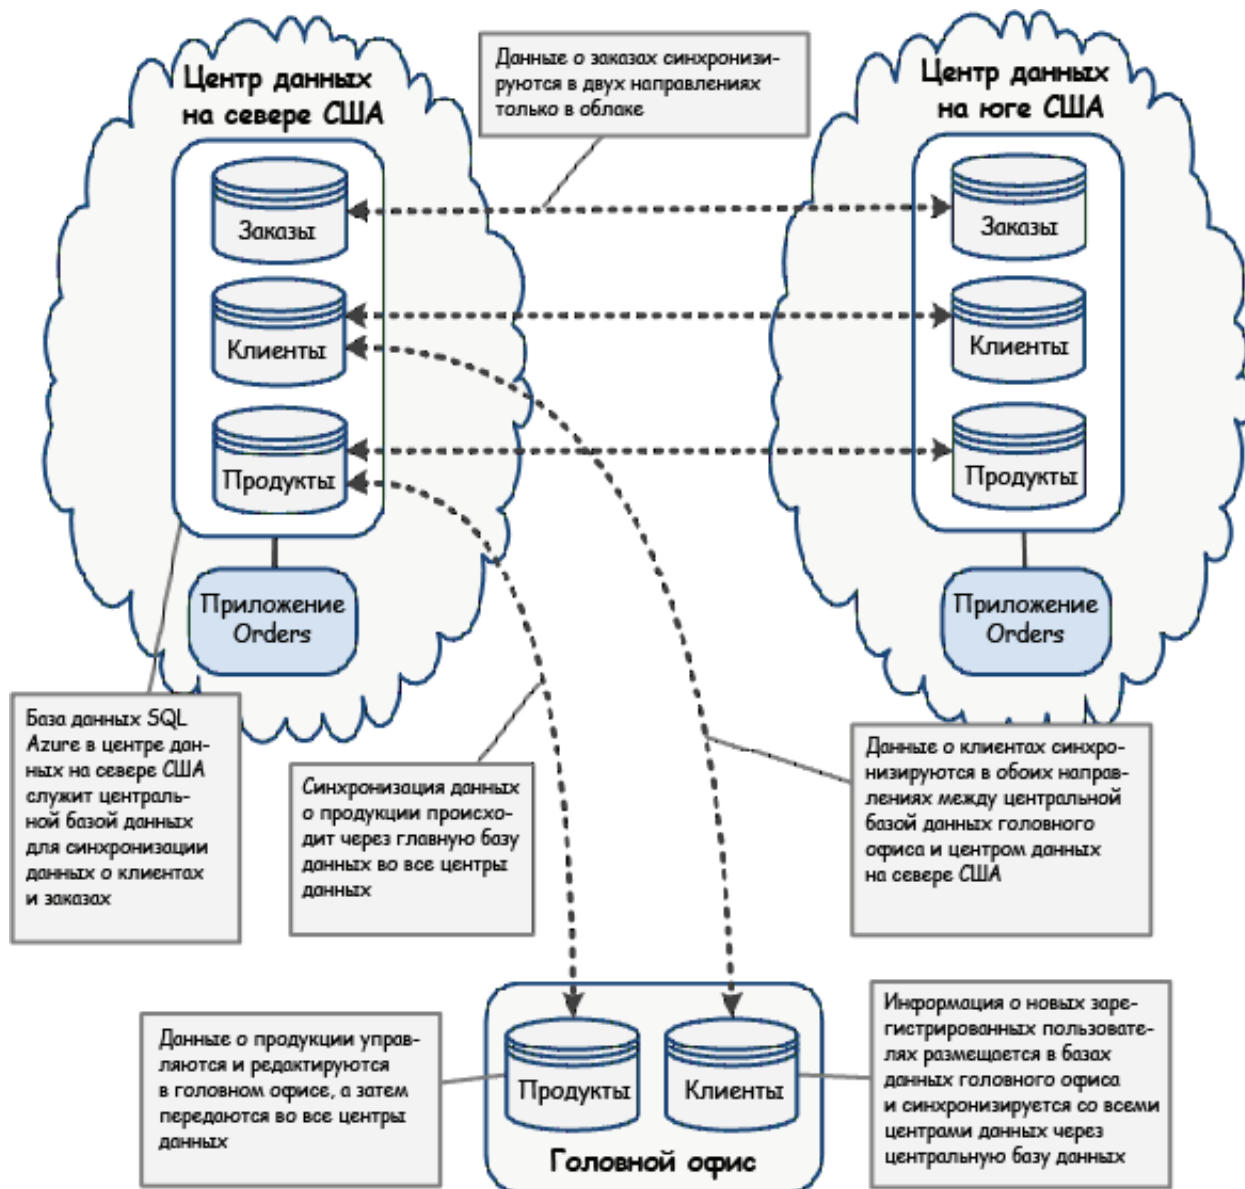 Центр данных
на севере США
Данные о заказах синхронизи-
руются в двух направлениях
только в облаке
Центр данных
на юге США
Заказы
Клиенты
Продукты
Приложение
Orders
Заказы
Клиенты
Продукты
Приложение
Orders
База данных SQL
Azure в центре дан-
ных на севере США
служит централь-
ной базой данных
для синхронизации
данных о клиентах
и заказах
Синхронизация данных
о продукции происхо-
дит через главную базу
данных во все центры
данных
Данные о клиентах синхро-
низируются в обоих направ-
лениях между центральной
базой данных головного
офиса и центром данных
на севере США
Данные о продукции управ-
ляются и редактируются
в головном офисе, а затем
передаются во все центры
данных
Продукты
Клиенты
Головной офис
Информация о новых заре-
гистрированных пользовате-
лях размещается в базах
данных головного офиса
и синхронизируется со всеми
центрами данных через
центральную базу данных